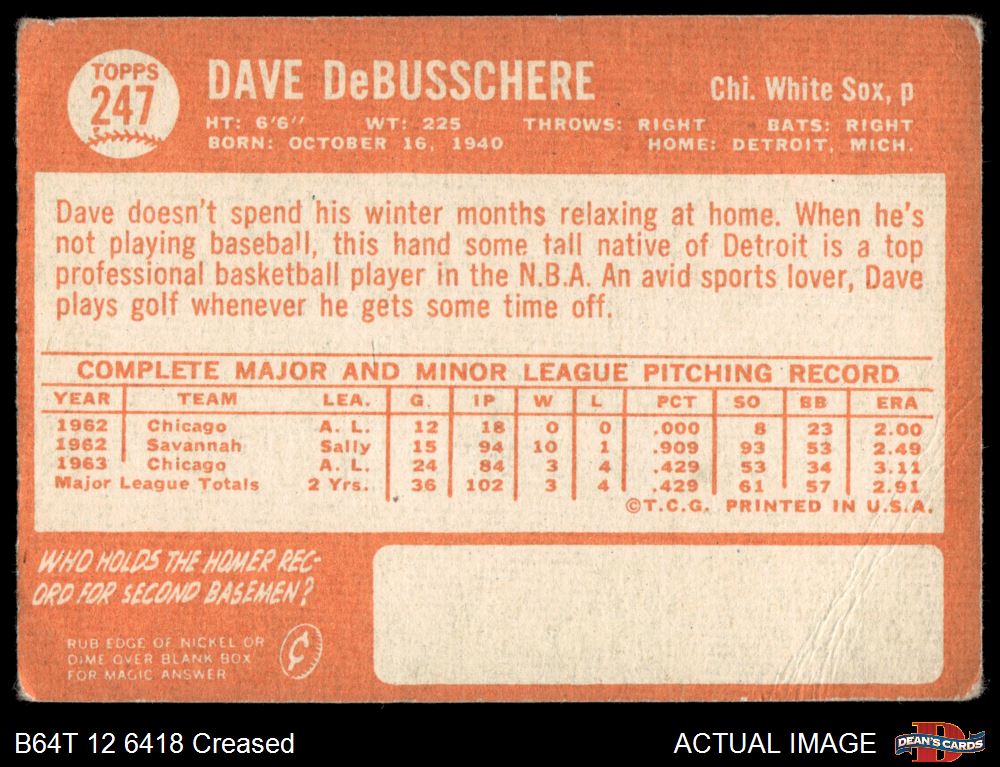 TOPPS
247
DAVE DeBUSSCHERE
Chi. White Sox, p
HT: 6'6" WT: 225 THROWS: RIGHT BATS: RIGHT
BORN: OCTOBER 16, 1940 HOME: DETROIT, MICH.
Dave doesn't spend his winter months relaxing at home. When he's
not playing baseball, this hand some tall native of Detroit is a top
professional basketball player in the N.B.A. An avid sports lover, Dave
plays golf whenever he gets some time off.
COMPLETE MAJOR AND MINOR LEAGUE PITCHING RECORD
YEAR TEAM LEA. G. IP W L PCT SO BB ERA
1962 Chicago A. L. 12 18 0 0 .000 8 23 2.00
1962 Savannah Sally 15 94 10 1 .909 93 53 2.49
1963 Chicago A. L. 24 84 3 4 .429 53 34 3.11
Major League Totals 2 Yrs. 36 102 3 4 .429 61 57 2.91
©T.C.G. PRINTED IN U.S.A.
WHO HOLDS THE HOMER REC-
ORD FOR SECOND BASEMEN?
RUB EDGE OF NICKEL OR
DIME OVER BLANK BOX
FOR MAGIC ANSWER
¢
B64T 12 6418 Creased
ACTUAL IMAGE
D
DEAN'S CARDS